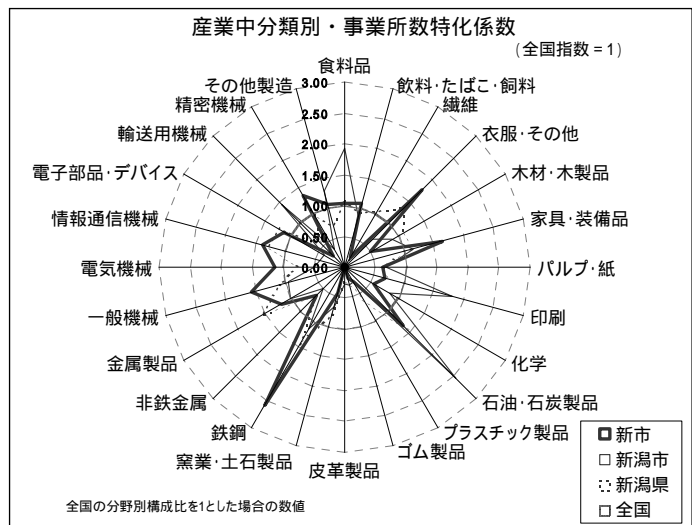 産業中分類別・事業所数特化係数
(全国指数=1)
食料品
飲料・たばこ・飼料
繊維
衣服・その他
木材・木製品
家具・装備品
パルプ・紙
印刷
化学
石油・石炭製品
プラスチック製品
ゴム製品
皮革製品
窯業・土石製品
鉄鋼
非鉄金属
金属製品
一般機械
電気機械
情報通信機械
電子部品・デバイス
輸送用機械
精密機械
その他製造
3.00
2.50
2.00
1.50
1.00
0.50
0.00
新市
新潟市
新潟県
全国
全国の分野別構成比を1とした場合の数値